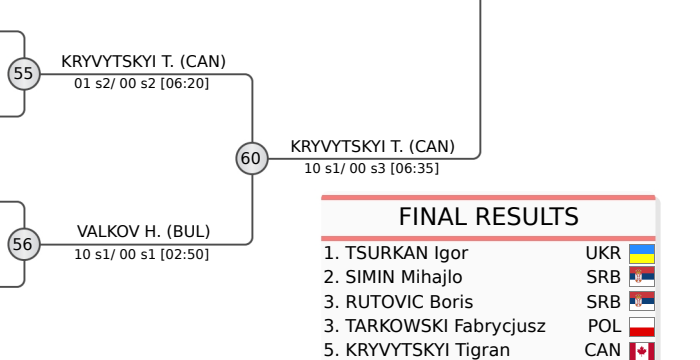 55
KRYVYTSKYI T. (CAN)
01 s2/ 00 s2 [06:20]
60
KRYVYTSKYI T. (CAN)
10 s1/ 00 s3 [06:35]
56
VALKOV H. (BUL)
10 s1/ 00 s1 [02:50]
FINAL RESULTS
1. TSURKAN Igor UKR
2. SIMIN Mihajlo SRB
3. RUTOVIC Boris SRB
3. TARKOWSKI Fabrycjusz POL
5. KRYVYTSKYI Tigran CAN